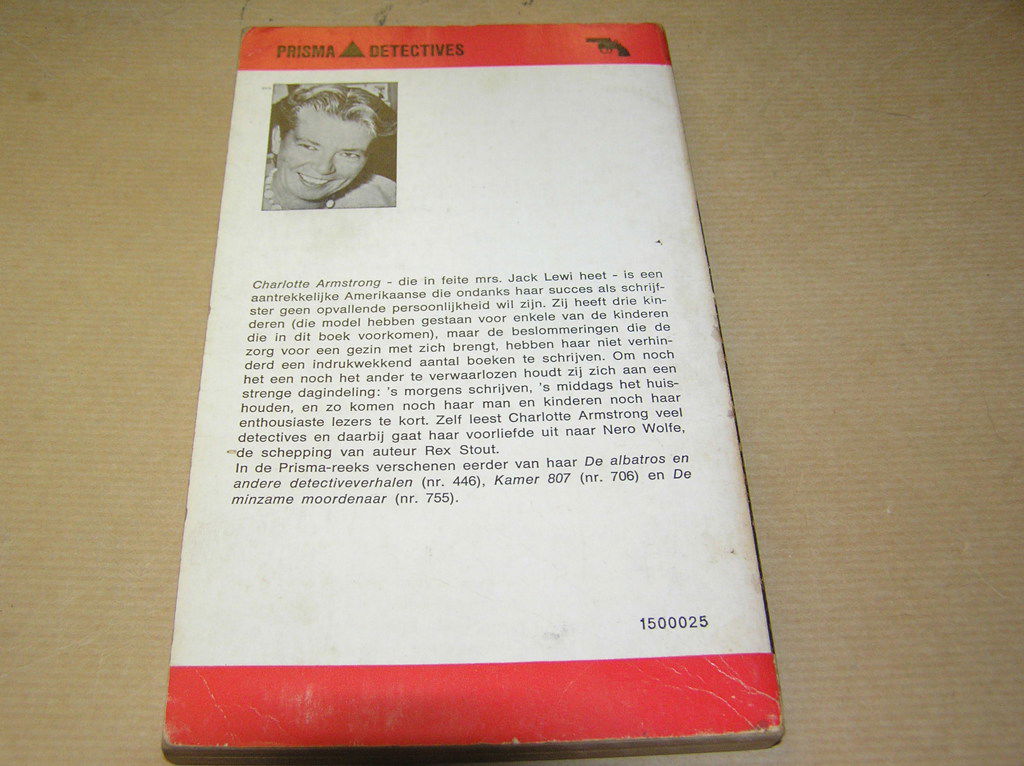 PRISMA DETECTIVES
Charlotte Armstrong - die in feite mrs. Jack Lewi heet - is een
aantrekkelijke Amerikaanse die ondanks haar succes als schrijf-
ster geen opvallende persoonlijkheid wil zijn. Zij heeft drie kin-
deren (die model hebben gestaan voor enkele van de kinderen
die in dit boek voorkomen), maar de beslommeringen die de
zorg voor een gezin met zich brengt, hebben haar niet verhin-
derd een indrukwekkend aantal boeken te schrijven. Om noch
het een noch het ander te verwaarlozen houdt zij zich aan een
strenge dagindeling: 's morgens schrijven, 's middags het huis-
houden, en zo komen noch haar man en kinderen noch haar
enthousiaste lezers te kort. Zelf leest Charlotte Armstrong veel
detectives en daarbij gaat haar voorliefde uit naar Nero Wolfe,
de schepping van auteur Rex Stout.
In de Prisma-reeks verschenen eerder van haar De albatros en
andere detectiveverhalen (nr. 446), Kamer 807 (nr. 706) en De
minzame moordenaar (nr. 755).
1500025